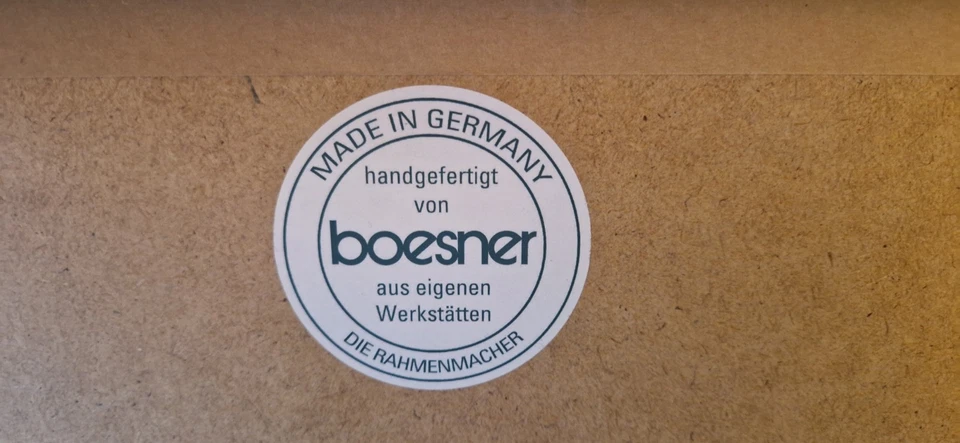 MADE IN GERMANY
handgefertigt
von
boesner
aus eigenen
Werkstätten
DIE RAHMENMACHER